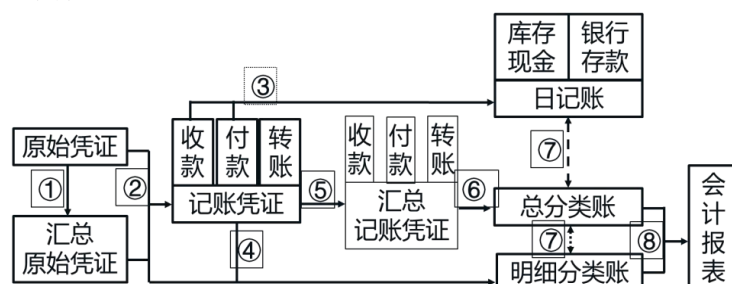 库存
现金
银行
存款
日记账
③
收
款
付
款
转
账
记账凭证
原始凭证
①
②
汇总
原始凭证
④
⑤
收
款
付
款
转
账
汇总
记账凭证
⑥
⑦
总分类账
⑦
明细分类账
⑧
会
计
报
表